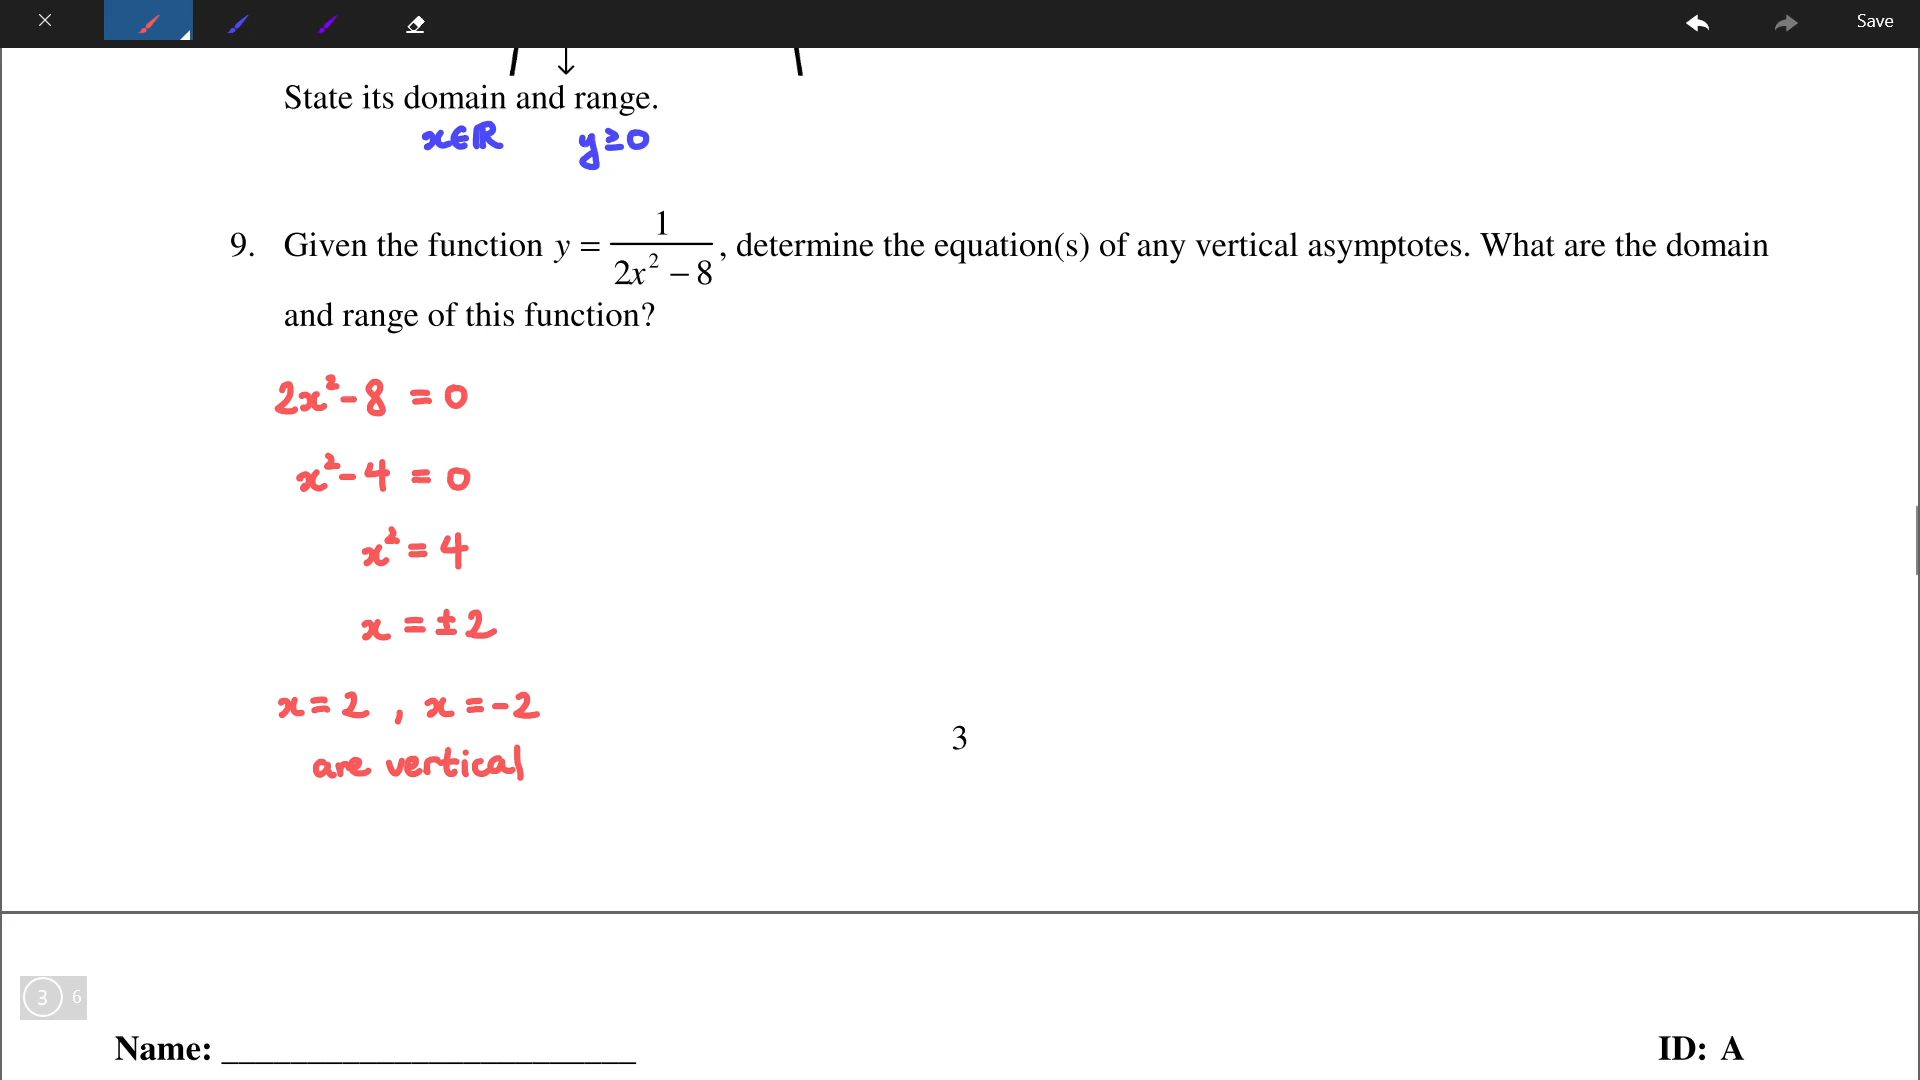 Save
State its domain and range.
x∈ℝ y≥0
9. Given the function y = 1/(2x² – 8), determine the equation(s) of any vertical asymptotes. What are the domain
and range of this function?
2x² - 8 = 0
x² - 4 = 0
x² = 4
x = ±2
x = 2 , x = -2
are vertical
3
3 6
Name: _________________________ ID: A